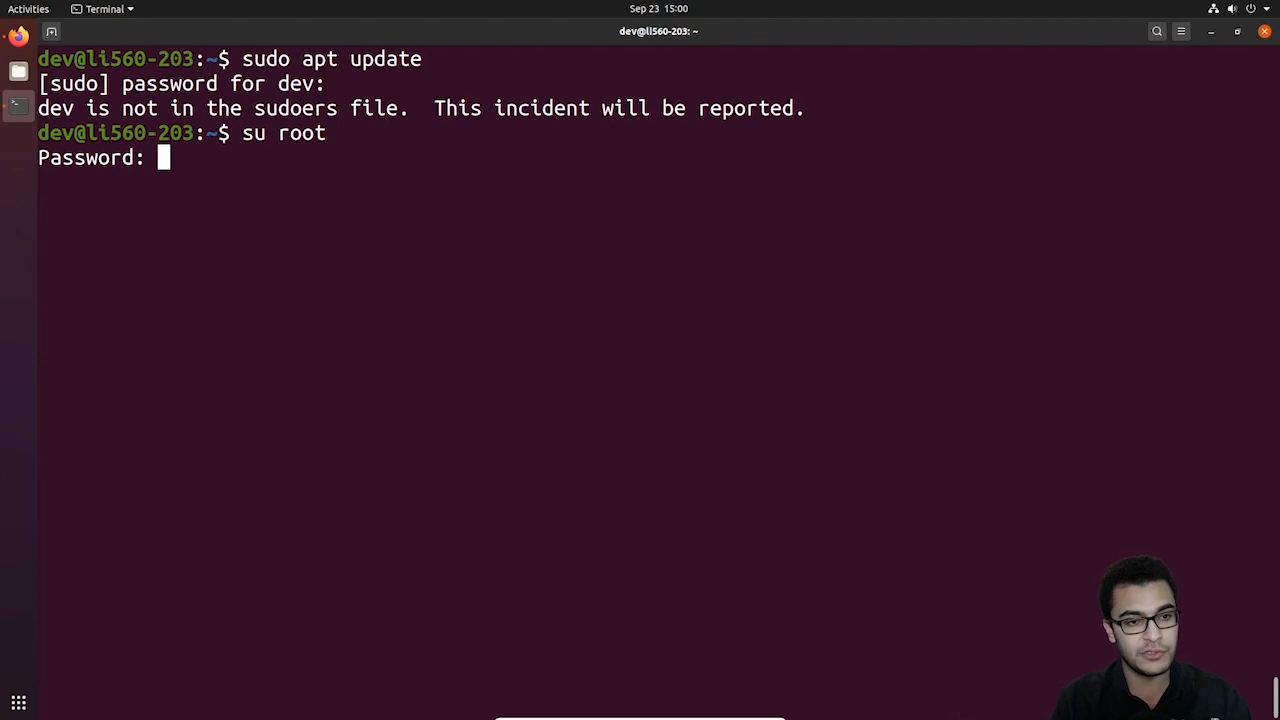 Activities
Terminal
Sep 23 15:00
dev@li560-203: ~
dev@li560-203:~$ sudo apt update
[sudo] password for dev:
dev is not in the sudoers file.  This incident will be reported.
dev@li560-203:~$ su root
Password: